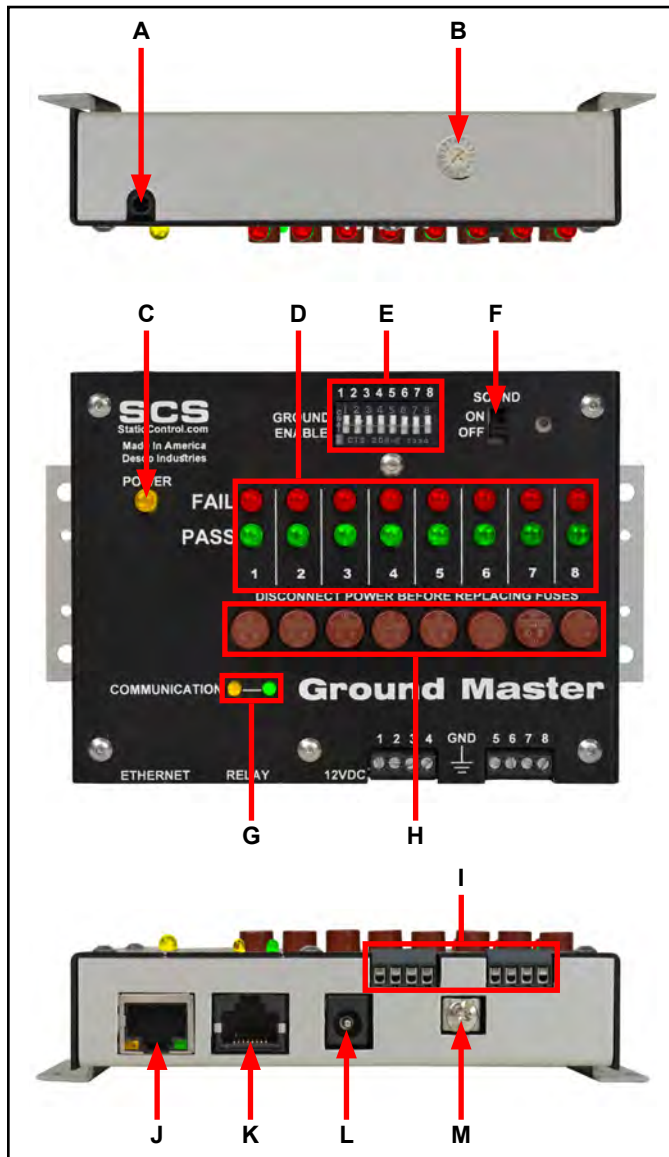 A B
C D E F
1 2 3 4 5 6 7 8
SOUND
SCS
StaticControl.com
GROUND
ENABLE
ON
OFF
Made In America
Desco Industries
POWER
FAIL
PASS
1 2 3 4 5 6 7 8
DISCONNECT POWER BEFORE REPLACING FUSES
COMMUNICATION
Ground Master
1 2 3 4 GND 5 6 7 8
ETHERNET RELAY 12VDC
G H
I
J K L M